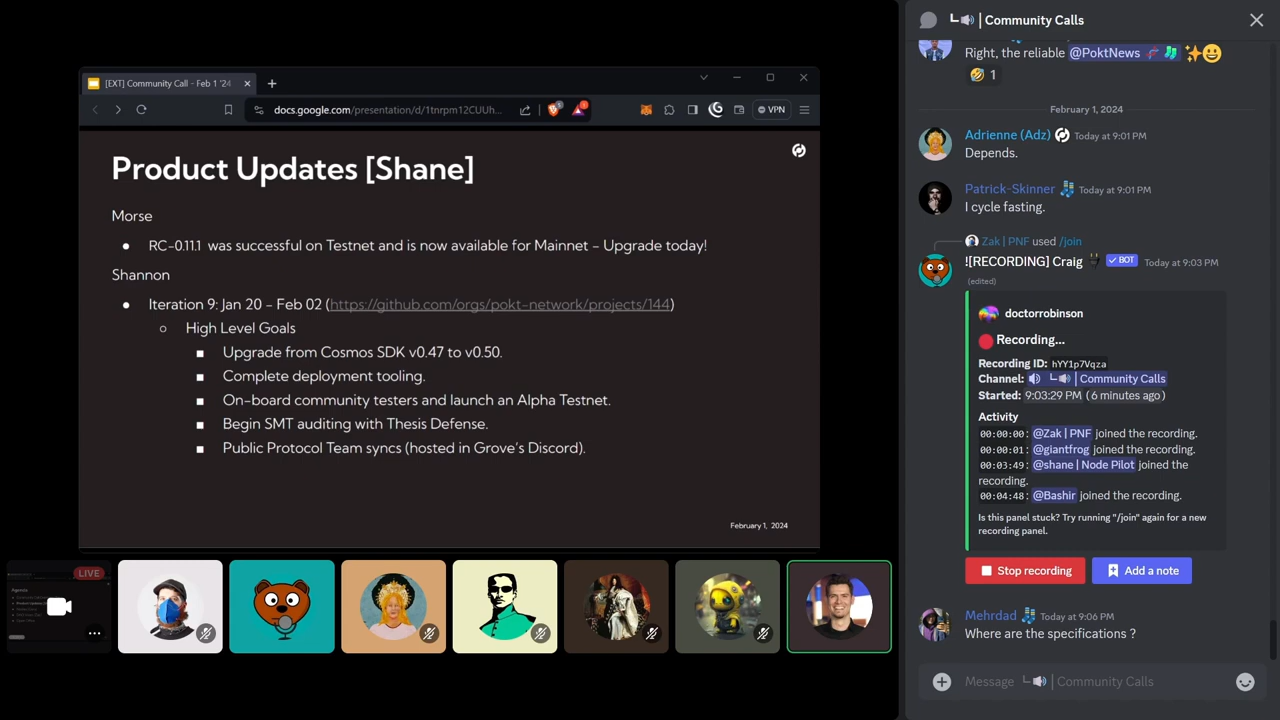 [EXT] Community Call - Feb 1 '24
docs.google.com/presentation/d/1tnrpm12CUUh...
VPN
Product Updates [Shane]
Morse
● RC-0.11.1 was successful on Testnet and is now available for Mainnet – Upgrade today!
Shannon
● Iteration 9: Jan 20 - Feb 02 (https://github.com/orgs/pokt-network/projects/144)
○ High Level Goals
■ Upgrade from Cosmos SDK v0.47 to v0.50.
■ Complete deployment tooling.
■ On-board community testers and launch an Alpha Testnet.
■ Begin SMT auditing with Thesis Defense.
■ Public Protocol Team syncs (hosted in Grove's Discord).
February 1, 2024
LIVE
Agenda
| Community Calls
Right, the reliable @PoktNews
1
February 1, 2024
Adrienne (Adz) Today at 9:01 PM
Depends.
Patrick-Skinner Today at 9:01 PM
I cycle fasting.
Zak | PNF used /join
![RECORDING] Craig BOT Today at 9:03 PM
(edited)
doctorrobinson
Recording...
Recording ID: hYY1p7Vqza
Channel: | Community Calls
Started: 9:03:29 PM (6 minutes ago)
Activity
00:00:00: @Zak | PNF joined the recording.
00:00:01: @giantfrog joined the recording.
00:03:49: @shane | Node Pilot joined the
recording.
00:04:48: @Bashir joined the recording.
Is this panel stuck? Try running "/join" again for a new
recording panel.
Stop recording Add a note
Mehrdad Today at 9:06 PM
Where are the specifications ?
Message | Community Calls